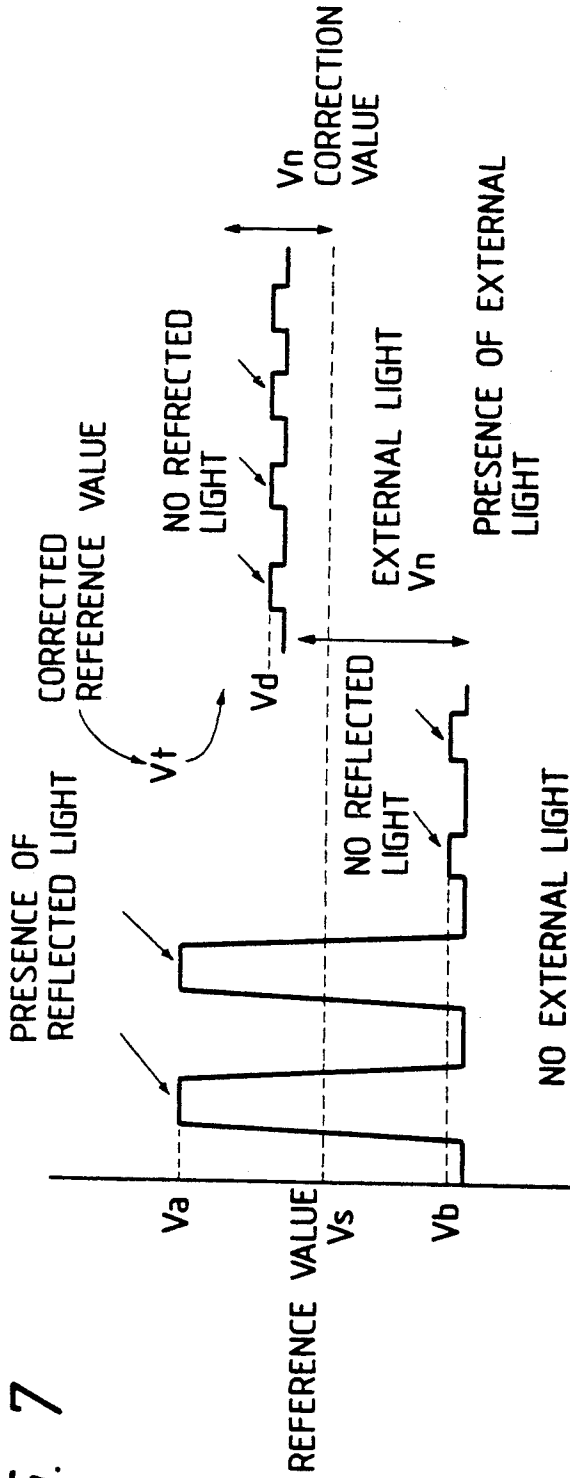 7
PRESENCE OF
REFLECTED LIGHT
CORRECTED
REFERENCE VALUE
Vt
Va
REFERENCE VALUE
Vs
Vb
Vd
NO REFLECTED
LIGHT
NO REFRECTED
LIGHT
EXTERNAL LIGHT
Vn
Vn
CORRECTION
VALUE
NO EXTERNAL LIGHT
PRESENCE OF EXTERNAL
LIGHT